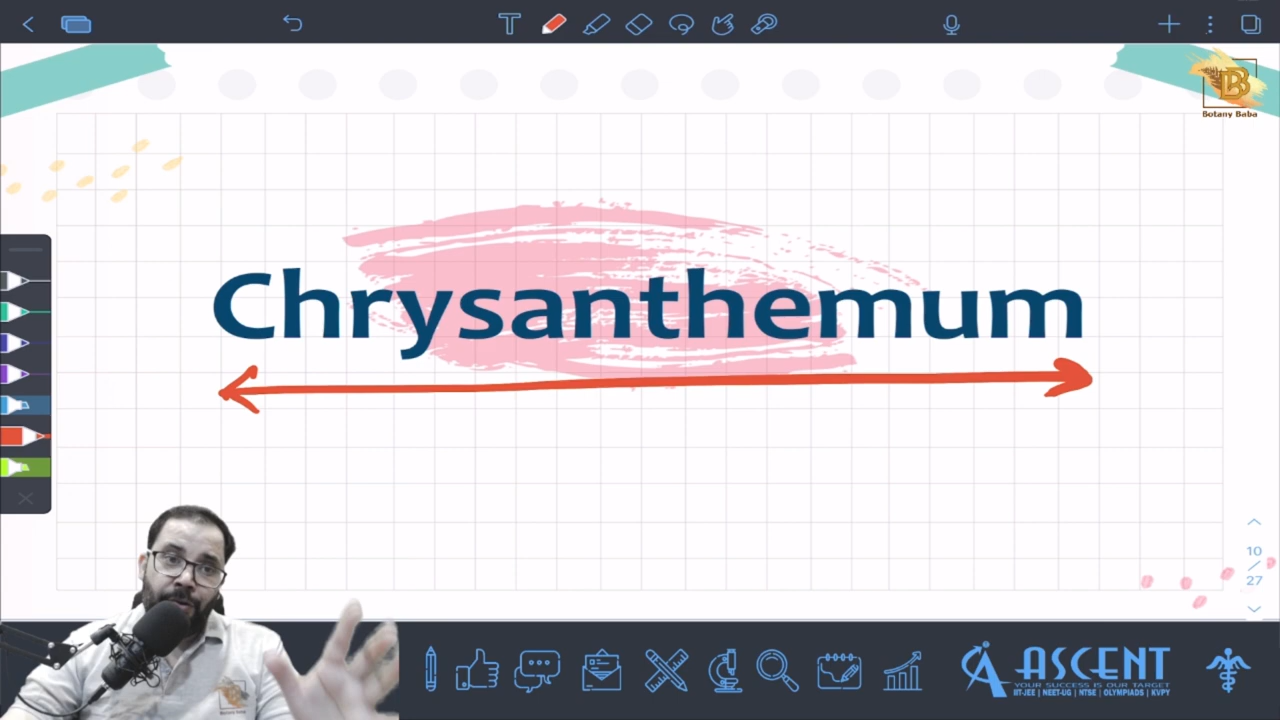 T
Botany Baba
Chrysanthemum
10
27
ASCENT
YOUR SUCCESS IS OUR TARGET
IIT-JEE | NEET-UG | NTSE | OLYMPIADS | KVPY